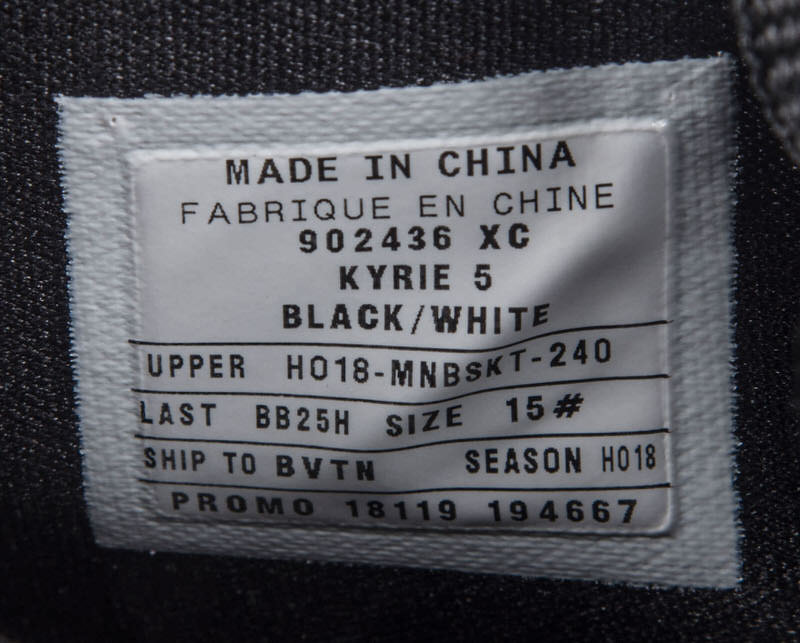 MADE IN CHINA
FABRIQUE EN CHINE
902436 XC
KYRIE 5
BLACK/WHITE
UPPER HO18-MNBSKT-240
LAST BB25H SIZE 15#
SHIP TO BVTN SEASON HO18
PROMO 18119 194667